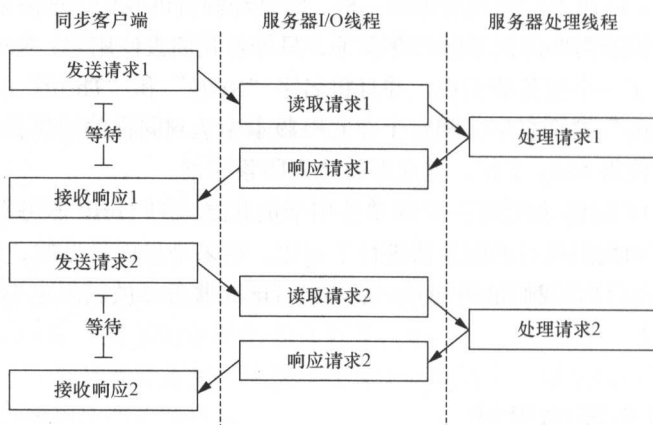 同步客户端 服务器I/O线程 服务器处理线程
发送请求1
读取请求1
等待
处理请求1
响应请求1
接收响应1
发送请求2
读取请求2
等待
处理请求2
响应请求2
接收响应2